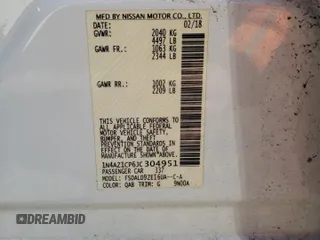 MFD BY NISSAN MOTOR CO., LTD.
DATE: 02/18
GVWR: 2040 KG
4497 LB
GAWR FR: 1063 KG
2344 LB
GAWR RR: 1002 KG
2209 LB
THIS VEHICLE CONFORMS TO ALL
APPLICABLE FEDERAL MOTOR
VEHICLE SAFETY,
BUMPER, AND THEFT
PREVENTION STANDARDS
IN EFFECT ON THE DATE OF
MANUFACTURE SHOWN ABOVE.
1N4AZ1CP6JC304951
PASSENGER CAR 337
MODEL: FSDALD9ZE16UA--C-A
COLOR: QAB TRIM: G 9N00A
FREEDAMBID